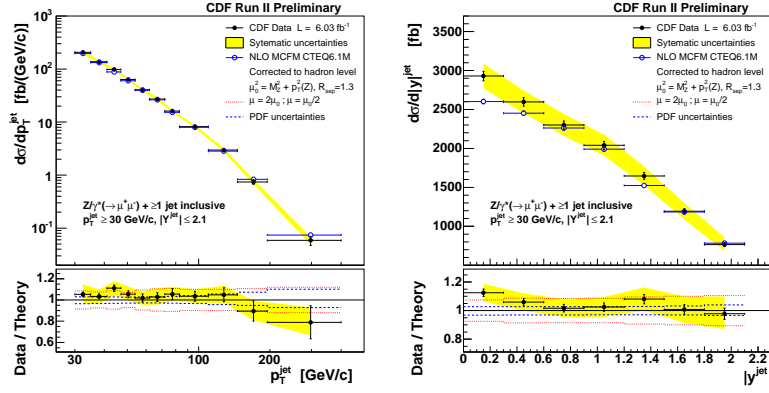 CDF Run II Preliminary
CDF Data L = 6.03 fb⁻¹
Sytematic uncertainties
NLO MCFM CTEQ6.1M
Corrected to hadron level
μ₀² = M_Z² + p_T²(Z), R_sep=1.3
μ = 2μ₀ ; μ = μ₀/2
PDF uncertainties
dσ/dp_T^jet [fb/(GeV/c)]
10³
10²
10
1
10⁻¹
10⁻²
Z/γ*(→ μ⁺μ⁻) + ≥1 jet inclusive
p_T^jet ≥ 30 GeV/c, |Y^jet| ≤ 2.1
Data / Theory
1.2
1
0.8
0.6
30
100
200
p_T^jet [GeV/c]
CDF Run II Preliminary
CDF Data L = 6.03 fb⁻¹
Sytematic uncertainties
NLO MCFM CTEQ6.1M
Corrected to hadron level
μ₀² = M_Z² + p_T²(Z), R_sep=1.3
μ = 2μ₀ ; μ = μ₀/2
PDF uncertainties
dσ/d|y|^jet [fb]
4000
3500
3000
2500
2000
1500
1000
Z/γ*(→ μ⁺μ⁻) + ≥1 jet inclusive
p_T^jet ≥ 30 GeV/c, |Y^jet| ≤ 2.1
Data / Theory
1.2
1.1
1
0.9
0 0.2 0.4 0.6 0.8 1 1.2 1.4 1.6 1.8 2 2.2
|y^jet|